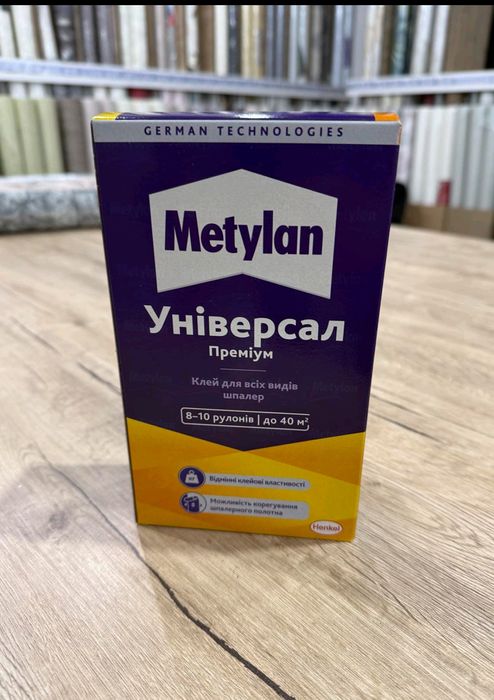 GERMAN TECHNOLOGIES
Metylan
Універсал
Преміум
Клей для всіх видів
шпалер
8–10 рулонів | до 40 м²
КГ
Відмінні клейові властивості
Можливість корегування
шпалерного полотна
Henkel